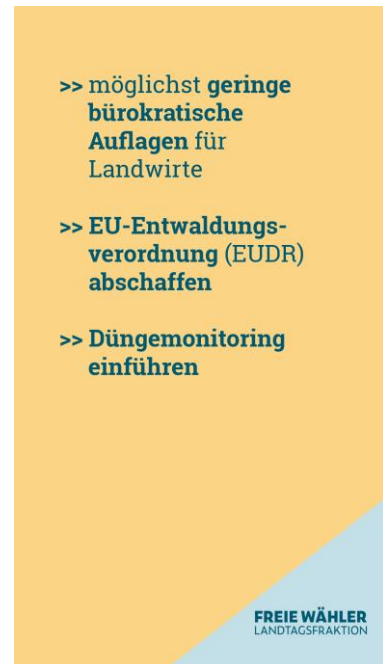 >> möglichst geringe
bürokratische
Auflagen für
Landwirte
>> EU-Entwaldungs-
verordnung (EUDR)
abschaffen
>> Düngemonitoring
einführen
FREIE WÄHLER
LANDTAGSFRAKTION